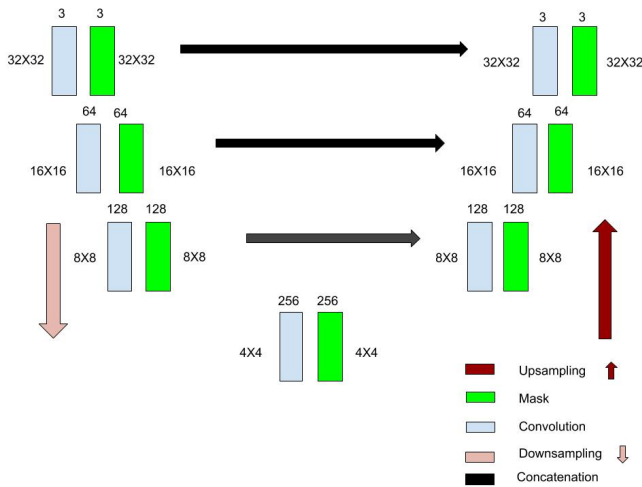 3 3
32X32 32X32
3 3
32X32 32X32
64 64
16X16 16X16
64 64
16X16 16X16
128 128
8X8 8X8
128 128
8X8 8X8
256 256
4X4 4X4
Upsampling
Mask
Convolution
Downsampling
Concatenation